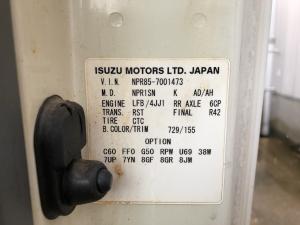 ISUZU MOTORS LTD. JAPAN
V.I.N. NPR85-7001473
M.D. NPR1SN K AD/AH
ENGINE LFB/4JJ1 RR AXLE 6CP
TRANS. RST FINAL R42
TIRE CTC
B.COLOR/TRIM 729/155
OPTION
C60 FF0 G50 RPW U69 38W
7UP 7YN 8GF 8GR 8JM